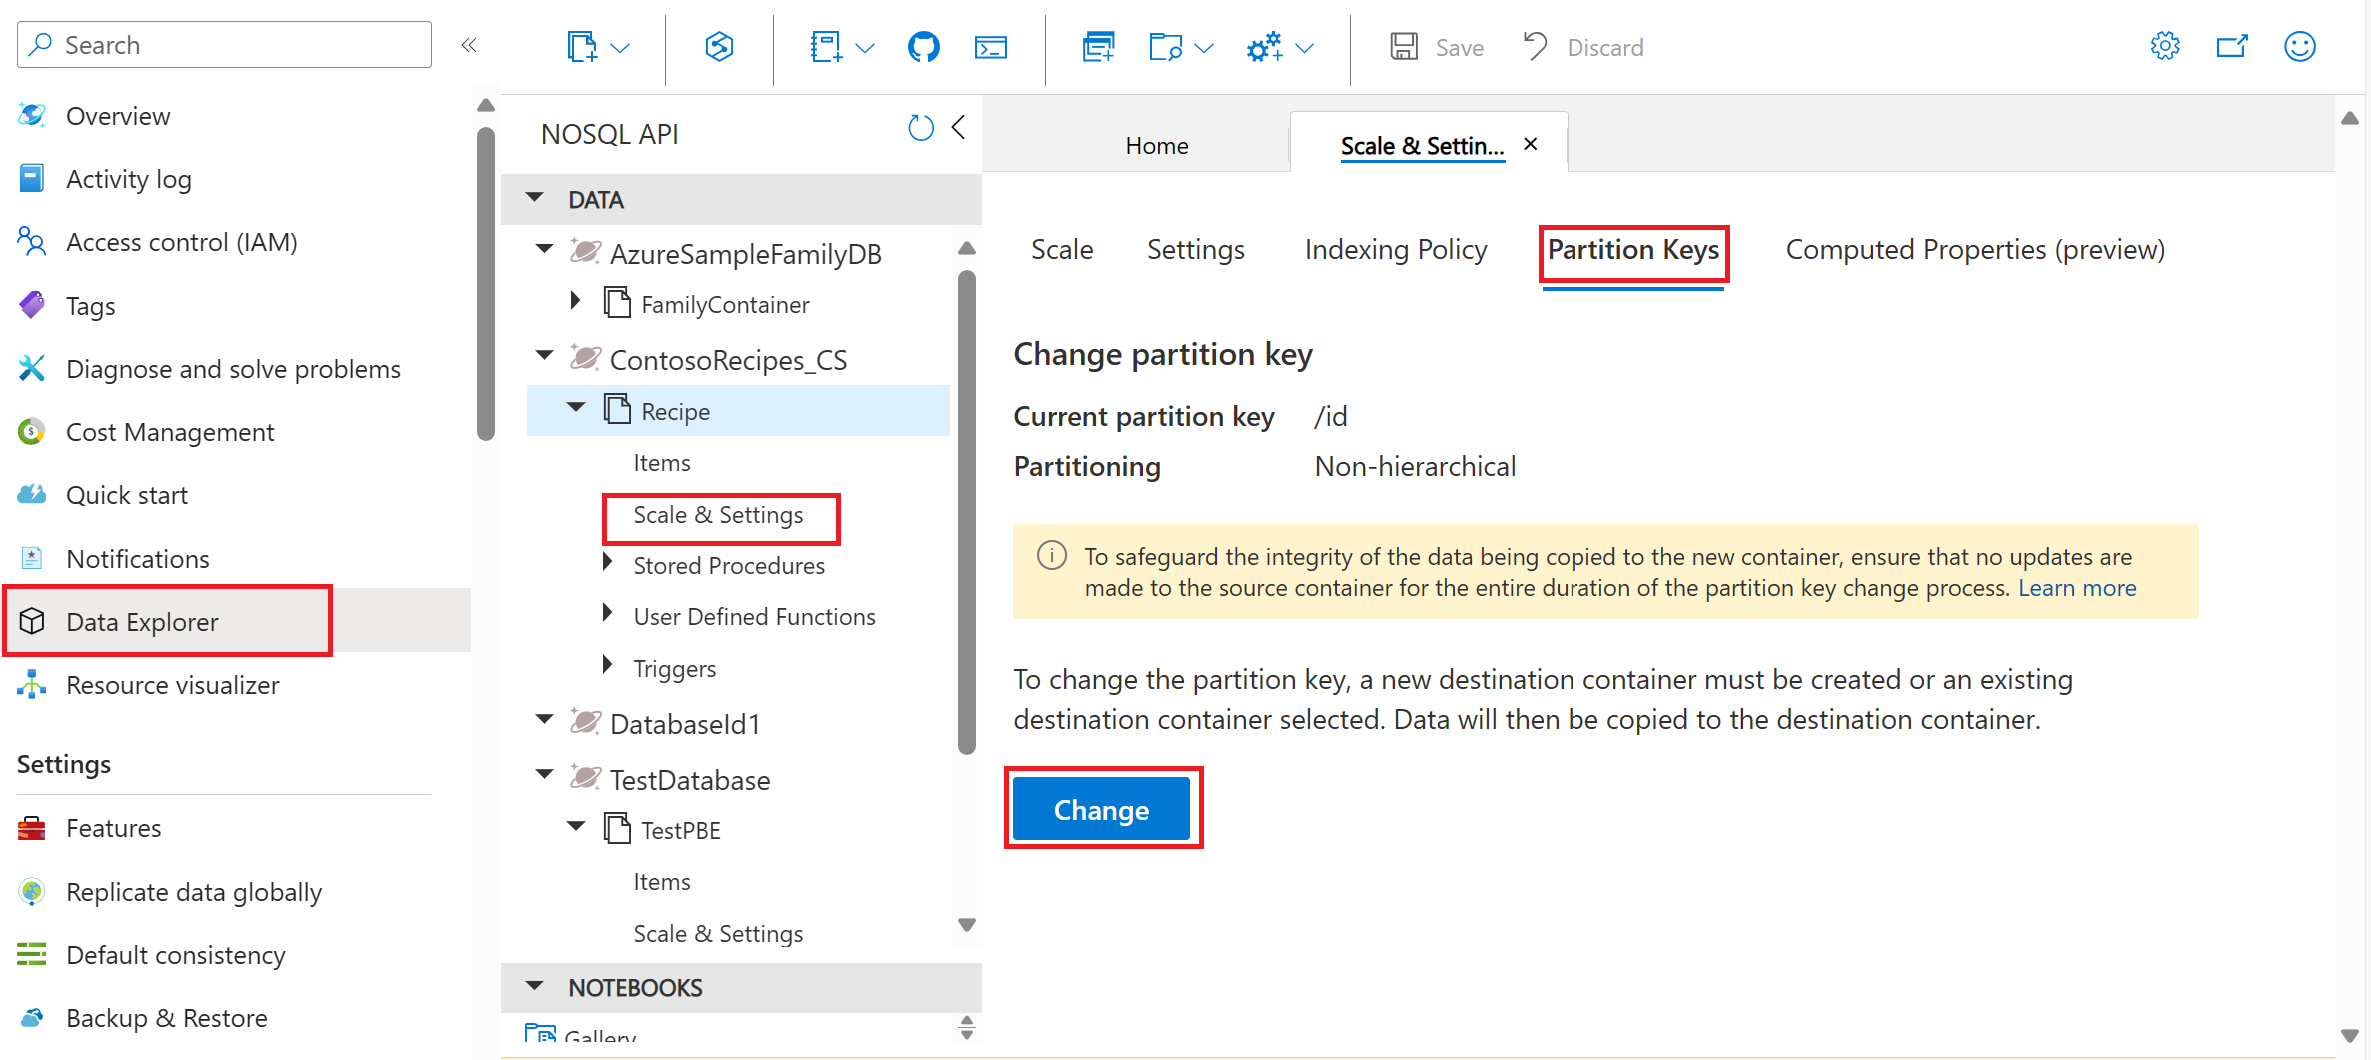 Search
Overview
Activity log
Access control (IAM)
Tags
Diagnose and solve problems
Cost Management
Quick start
Notifications
Data Explorer
Resource visualizer
Settings
Features
Replicate data globally
Default consistency
Backup & Restore
Save
Discard
NOSQL API
DATA
AzureSampleFamilyDB
FamilyContainer
ContosoRecipes_CS
Recipe
Items
Scale & Settings
Stored Procedures
User Defined Functions
Triggers
DatabaseId1
TestDatabase
TestPBE
Items
Scale & Settings
NOTEBOOKS
Gallery
Home
Scale & Settin...
Scale
Settings
Indexing Policy
Partition Keys
Computed Properties (preview)
Change partition key
Current partition key /id
Partitioning Non-hierarchical
To safeguard the integrity of the data being copied to the new container, ensure that no updates are
made to the source container for the entire duration of the partition key change process. Learn more
To change the partition key, a new destination container must be created or an existing
destination container selected. Data will then be copied to the destination container.
Change